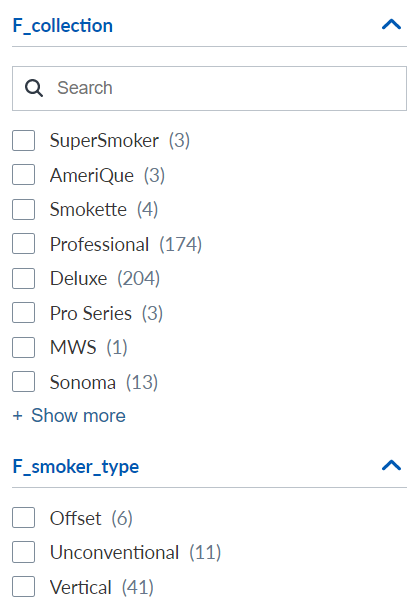 F_collection
Search
SuperSmoker (3)
AmeriQue (3)
Smokette (4)
Professional (174)
Deluxe (204)
Pro Series (3)
MWS (1)
Sonoma (13)
+ Show more
F_smoker_type
Offset (6)
Unconventional (11)
Vertical (41)